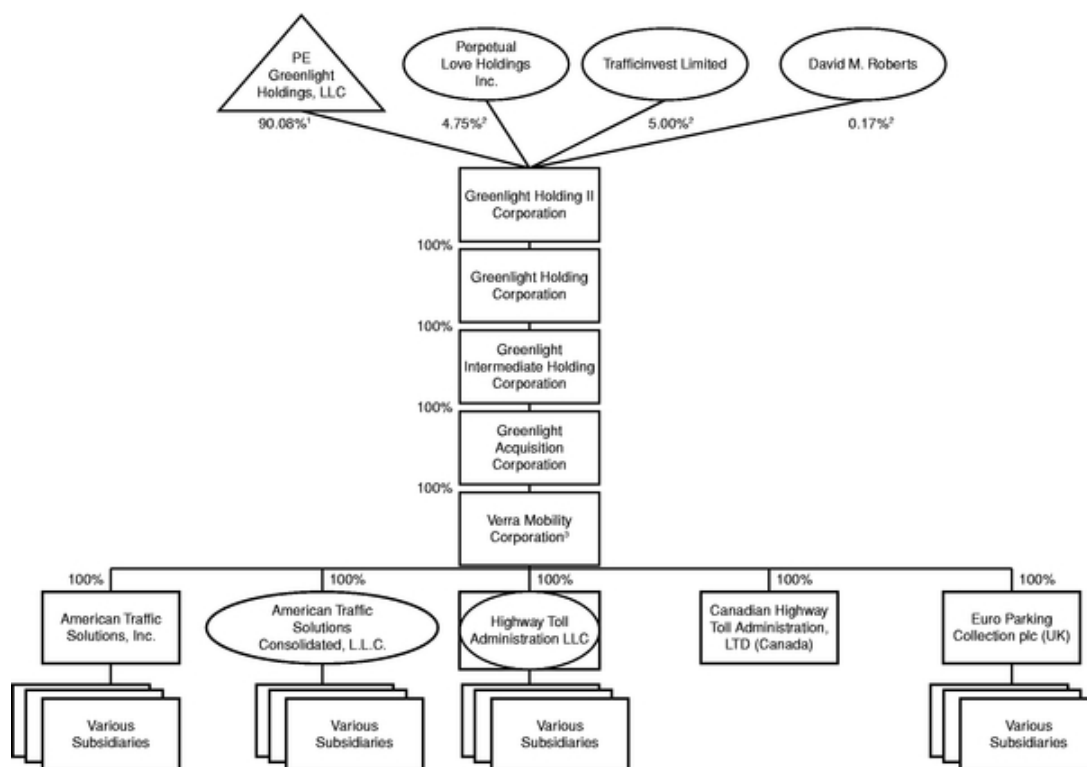 PE
Greenlight
Holdings, LLC
Perpetual
Love Holdings
Inc.
Trafficinvest Limited
David M. Roberts
90.08%¹
4.75%²
5.00%²
0.17%²
Greenlight Holding II
Corporation
100%
Greenlight Holding
Corporation
100%
Greenlight
Intermediate Holding
Corporation
100%
Greenlight
Acquisition
Corporation
100%
Verra Mobility
Corporation³
100%
100%
100%
100%
100%
American Traffic
Solutions, Inc.
American Traffic
Solutions
Consolidated, L.L.C.
Highway Toll
Administration LLC
Canadian Highway
Toll Administration,
LTD (Canada)
Euro Parking
Collection plc (UK)
Various
Subsidiaries
Various
Subsidiaries
Various
Subsidiaries
Various
Subsidiaries